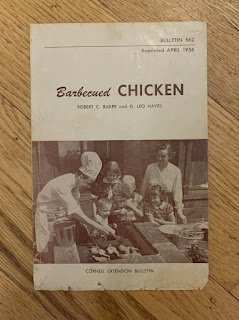 BULLETIN 862
Reprinted APRIL 1956
Barbecued CHICKEN
ROBERT C. BAKER and D. LEO HAYES
CORNELL EXTENSION BULLETIN